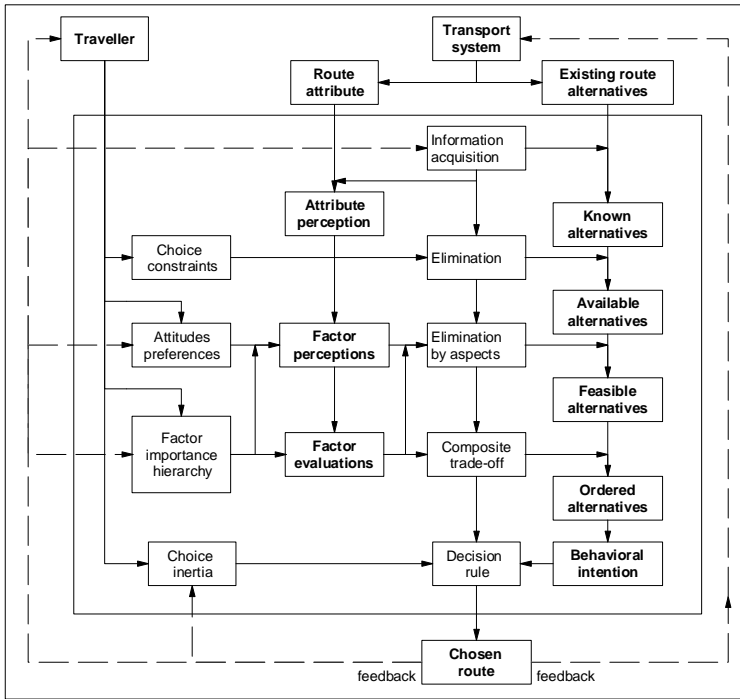 Traveller
Transport
system
Route
attribute
Existing route
alternatives
Information
acquisition
Attribute
perception
Known
alternatives
Choice
constraints
Elimination
Available
alternatives
Attitudes
preferences
Factor
perceptions
Elimination
by aspects
Feasible
alternatives
Factor
importance
hierarchy
Factor
evaluations
Composite
trade-off
Ordered
alternatives
Choice
inertia
Decision
rule
Behavioral
intention
feedback
Chosen
route
feedback